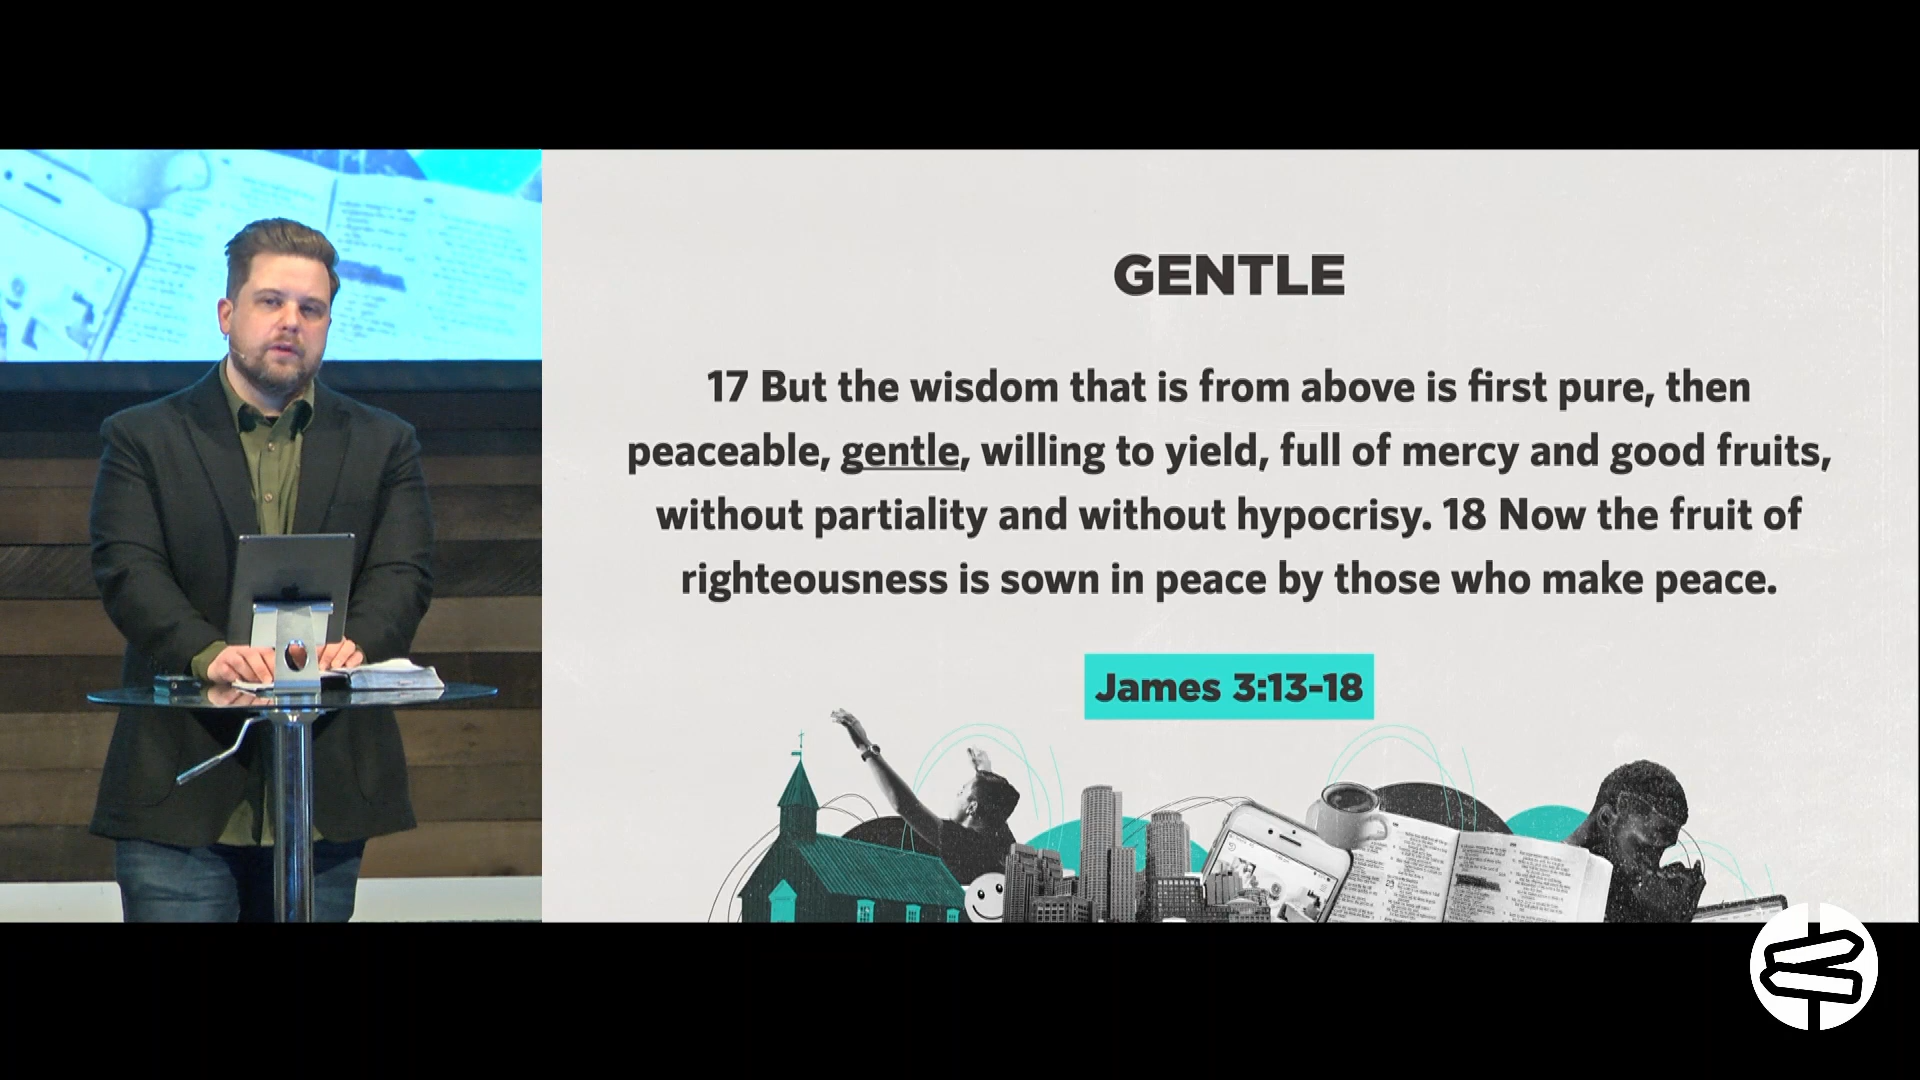 GENTLE
17 But the wisdom that is from above is first pure, then
peaceable, gentle, willing to yield, full of mercy and good fruits,
without partiality and without hypocrisy. 18 Now the fruit of
righteousness is sown in peace by those who make peace.
James 3:13-18